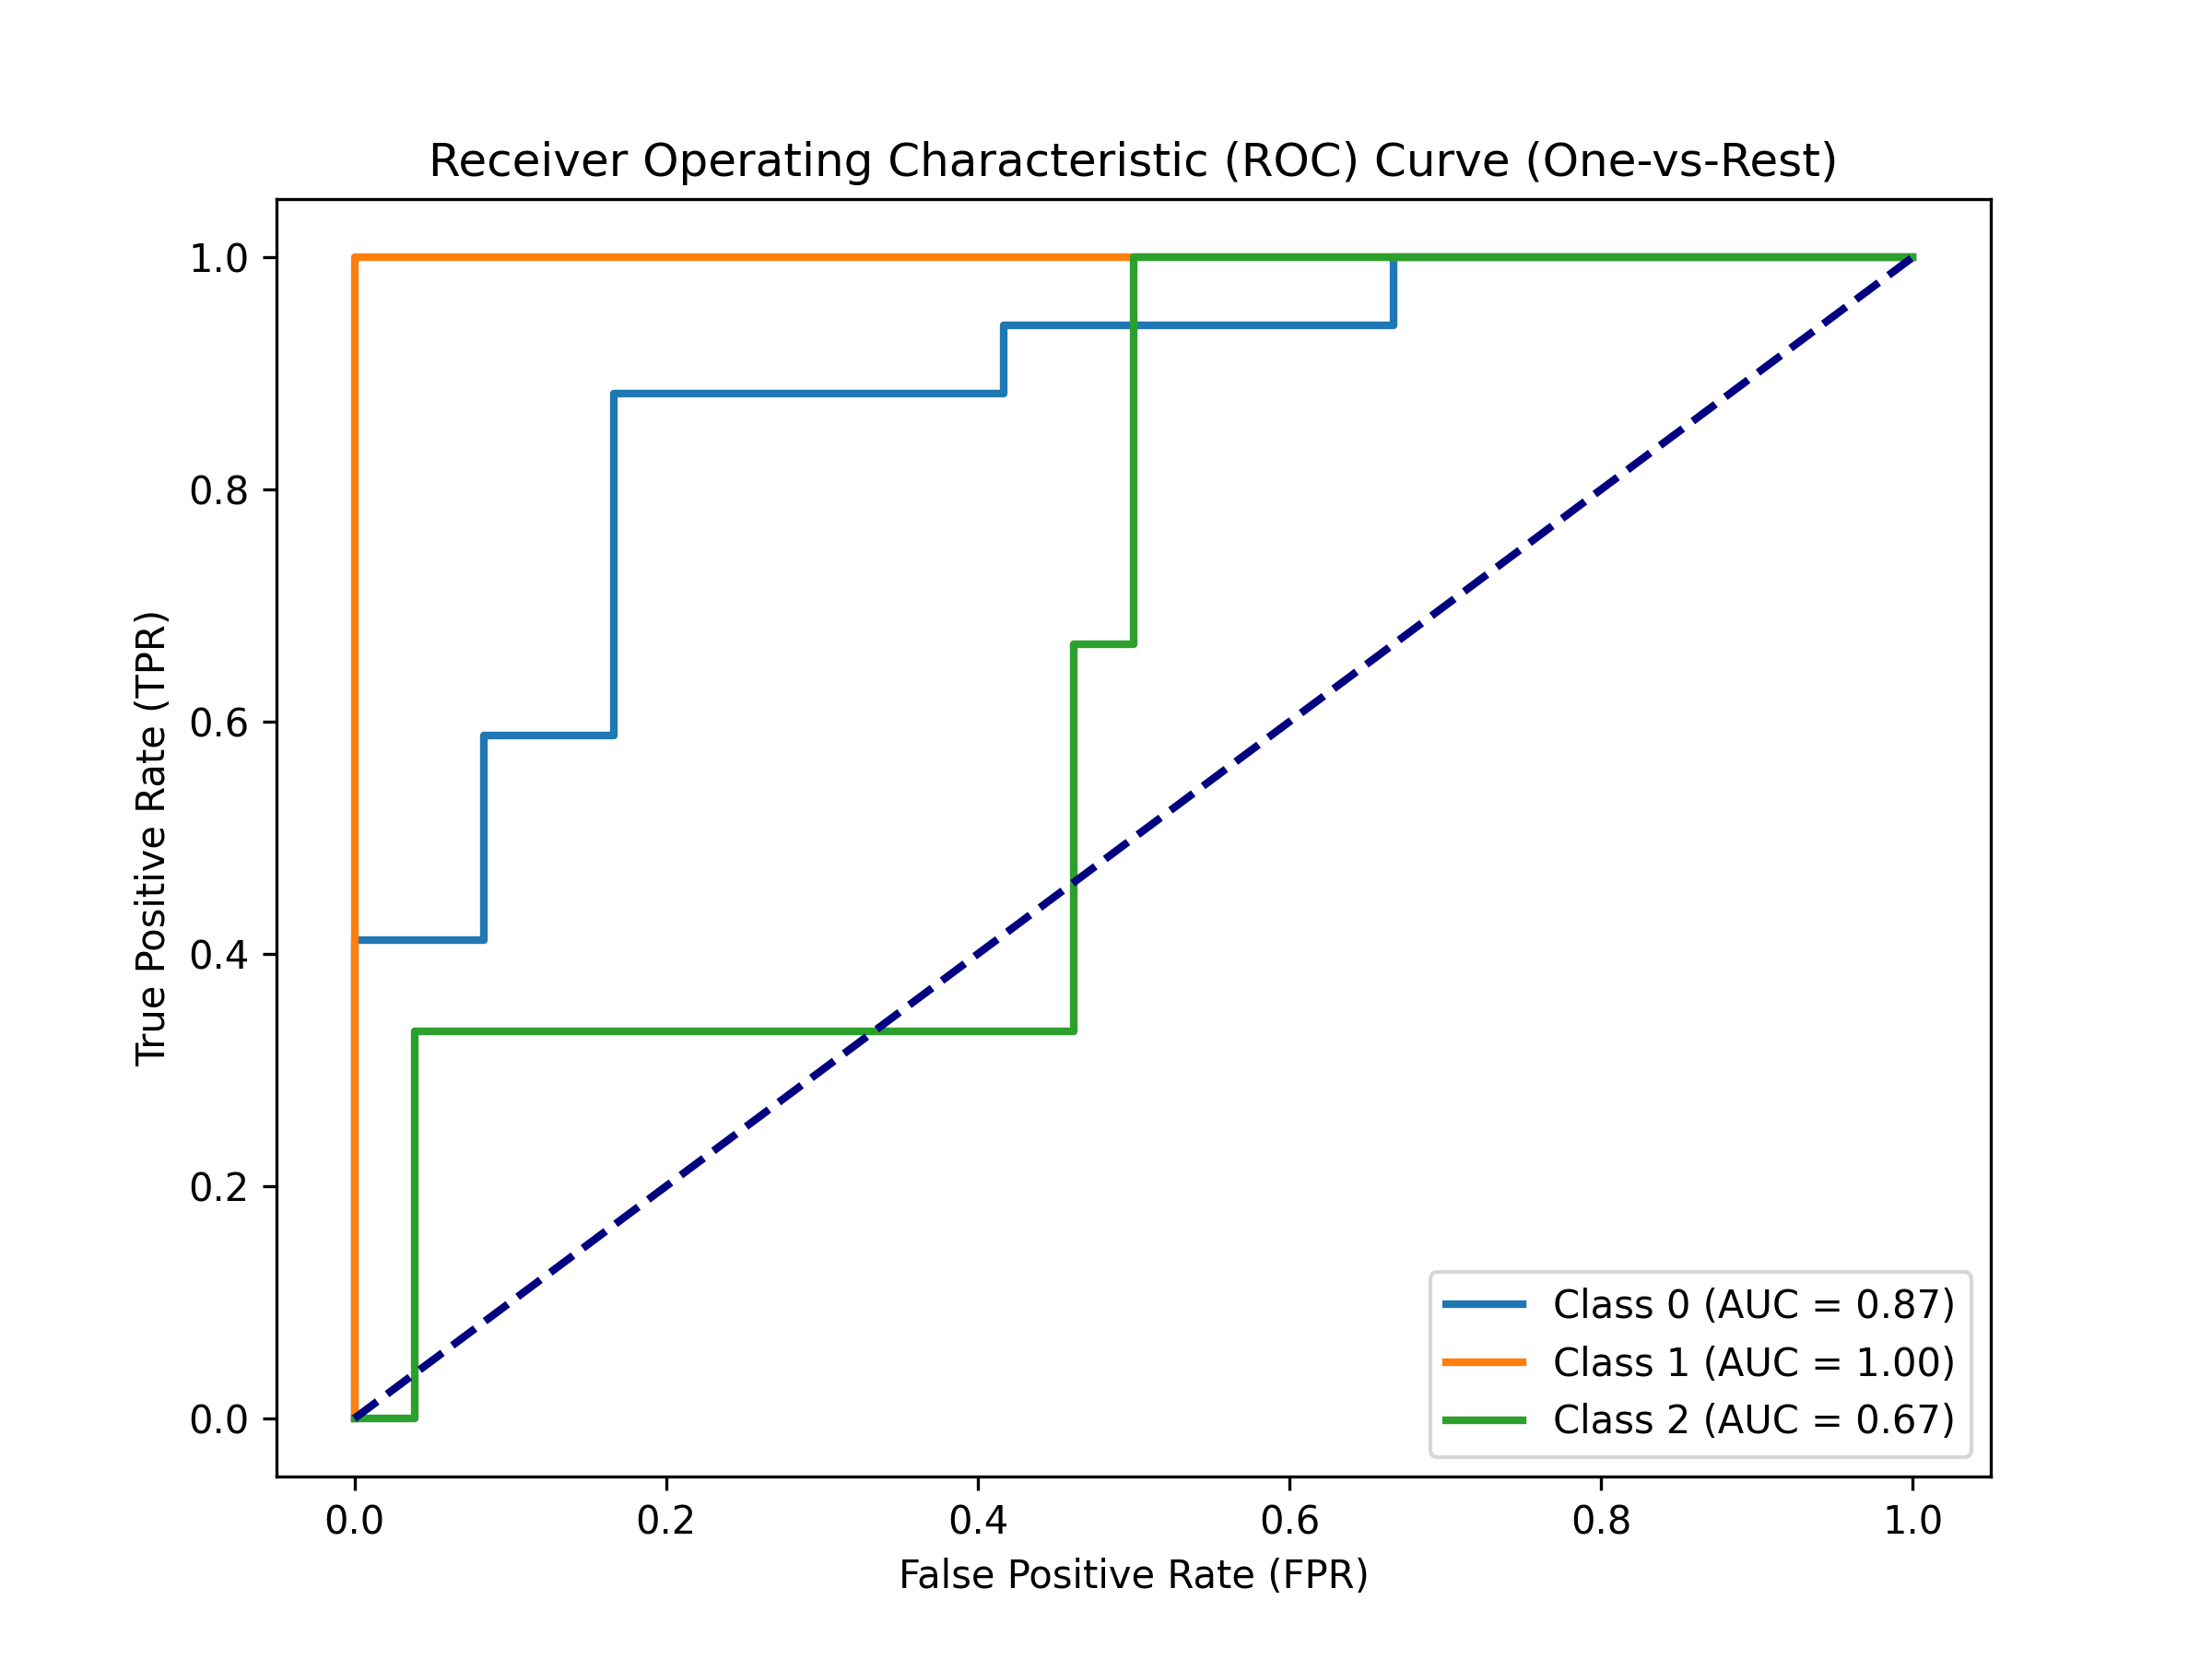 Receiver Operating Characteristic (ROC) Curve (One-vs-Rest)
True Positive Rate (TPR)
1.0
0.8
0.6
0.4
0.2
0.0
Class 0 (AUC = 0.87)
Class 1 (AUC = 1.00)
Class 2 (AUC = 0.67)
0.0 0.2 0.4 0.6 0.8 1.0
False Positive Rate (FPR)